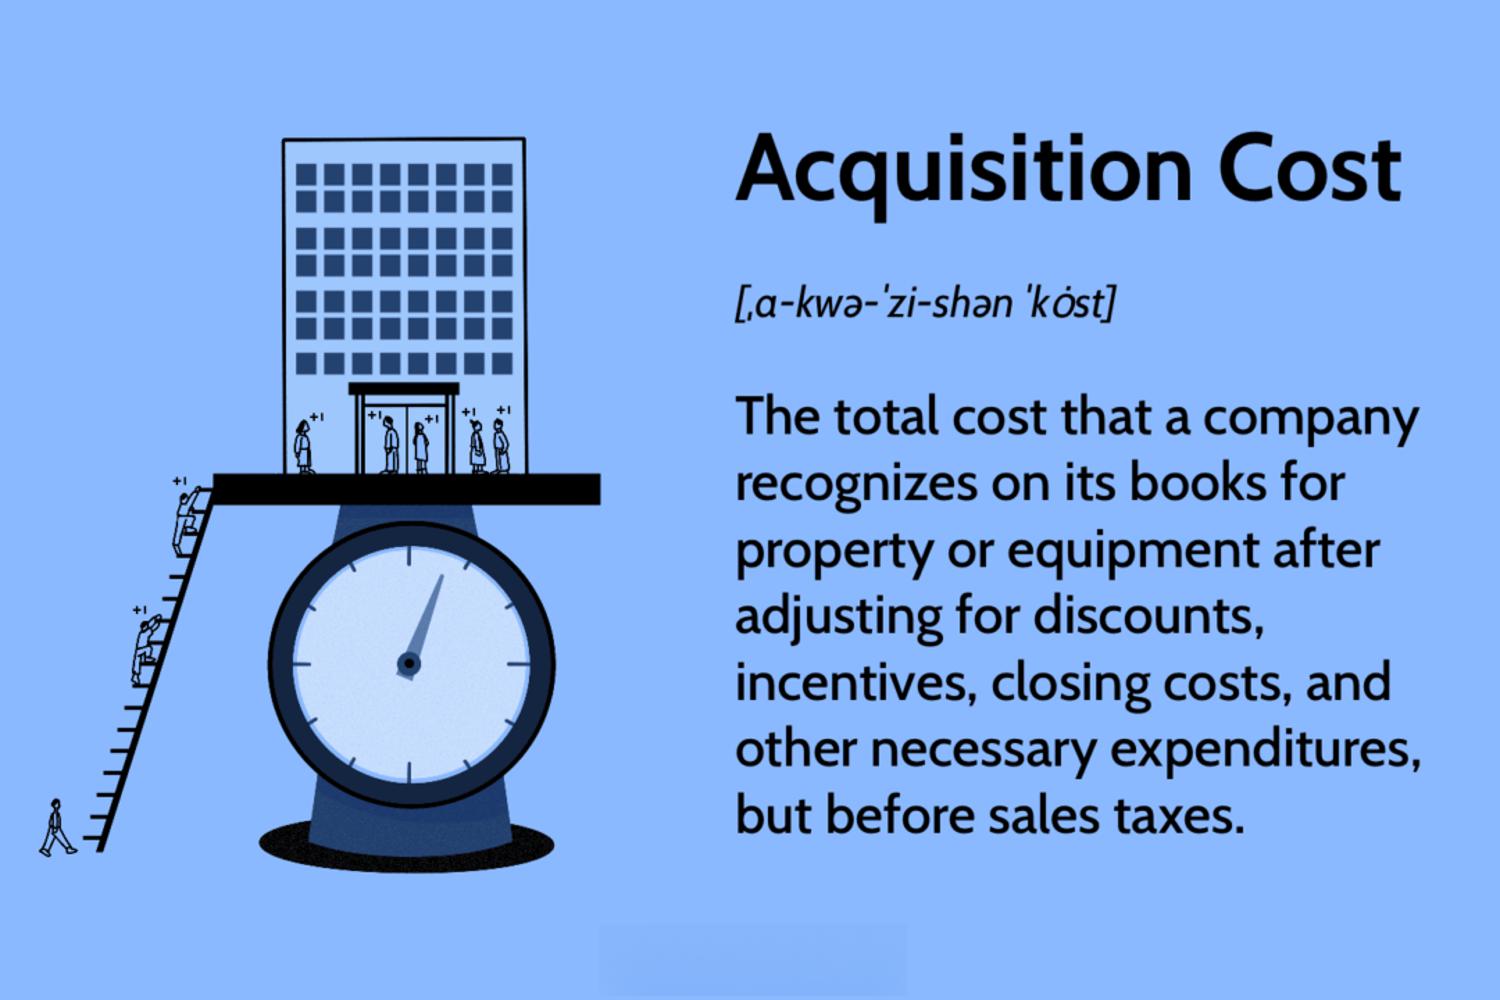 Acquisition Cost
[ˌɑ-kwə-ˈzi-shən ˈkȯst]
The total cost that a company
recognizes on its books for
property or equipment after
adjusting for discounts,
incentives, closing costs, and
other necessary expenditures,
but before sales taxes.
+1
+1
+1
+1
+1
+1
+1